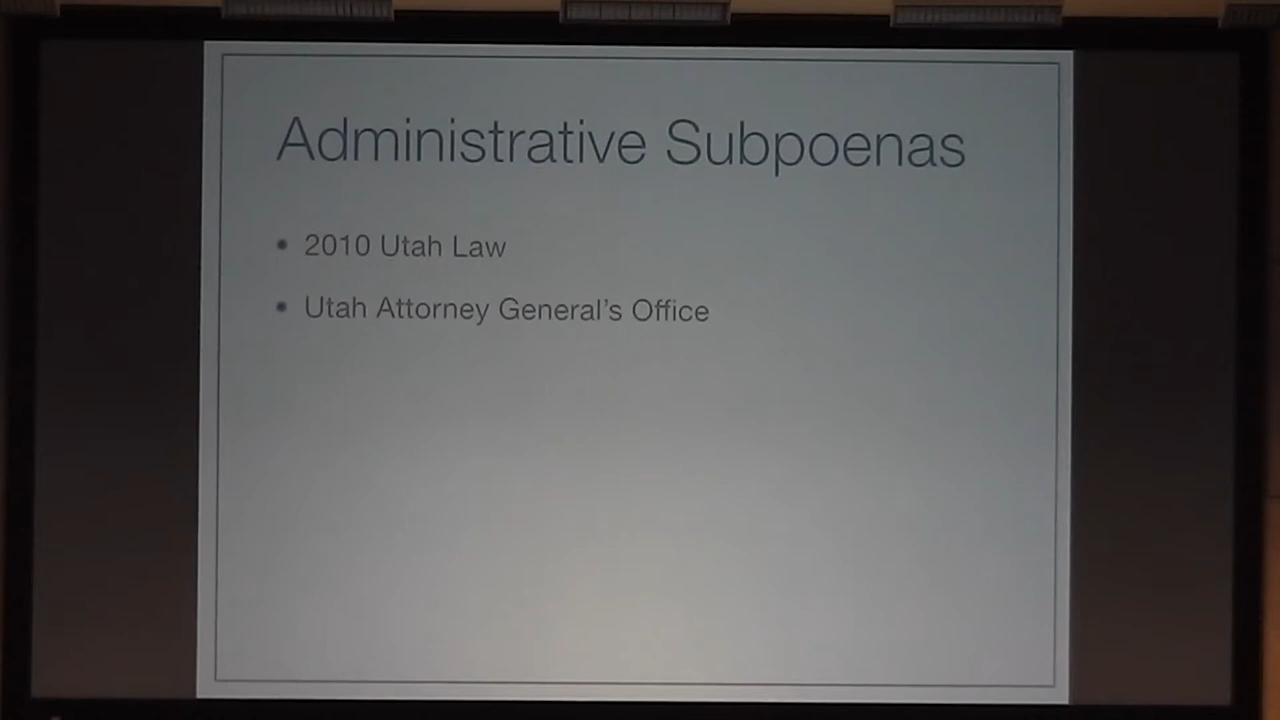 Administrative Subpoenas
• 2010 Utah Law
• Utah Attorney General's Office